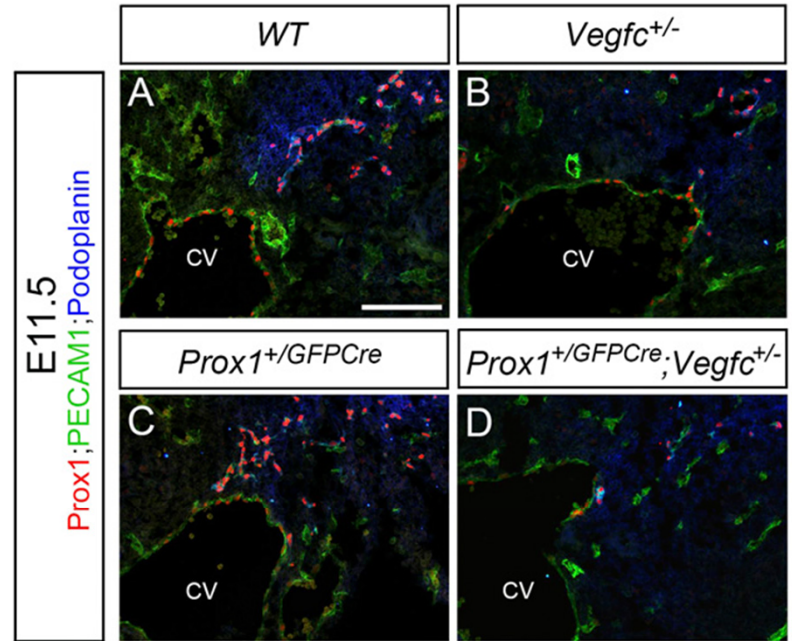 WT
Vegfc+/-
E11.5
Prox1;PECAM1;Podoplanin
A
CV
B
CV
Prox1+/GFPCre
Prox1+/GFPCre;Vegfc+/-
C
CV
D
CV